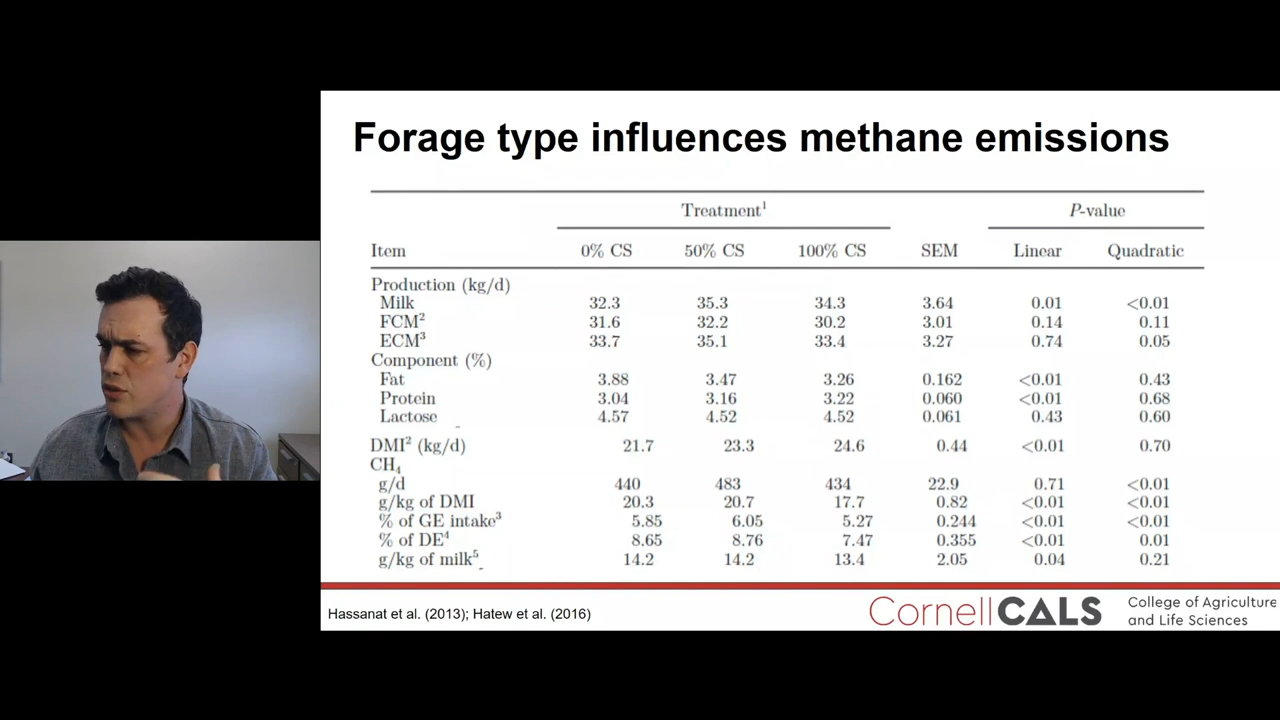 Forage type influences methane emissions
Treatment¹ P-value
Item 0% CS 50% CS 100% CS SEM Linear Quadratic
Production (kg/d)
Milk 32.3 35.3 34.3 3.64 0.01 <0.01
FCM² 31.6 32.2 30.2 3.01 0.14 0.11
ECM³ 33.7 35.1 33.4 3.27 0.74 0.05
Component (%)
Fat 3.88 3.47 3.26 0.162 <0.01 0.43
Protein 3.04 3.16 3.22 0.060 <0.01 0.68
Lactose 4.57 4.52 4.52 0.061 0.43 0.60
DMI² (kg/d) 21.7 23.3 24.6 0.44 <0.01 0.70
CH₄
g/d 440 483 434 22.9 0.71 <0.01
g/kg of DMI 20.3 20.7 17.7 0.82 <0.01 <0.01
% of GE intake³ 5.85 6.05 5.27 0.244 <0.01 <0.01
% of DE⁴ 8.65 8.76 7.47 0.355 <0.01 0.01
g/kg of milk⁵ 14.2 14.2 13.4 2.05 0.04 0.21
Hassanat et al. (2013); Hatew et al. (2016)
CornellCALS
College of Agriculture
and Life Sciences